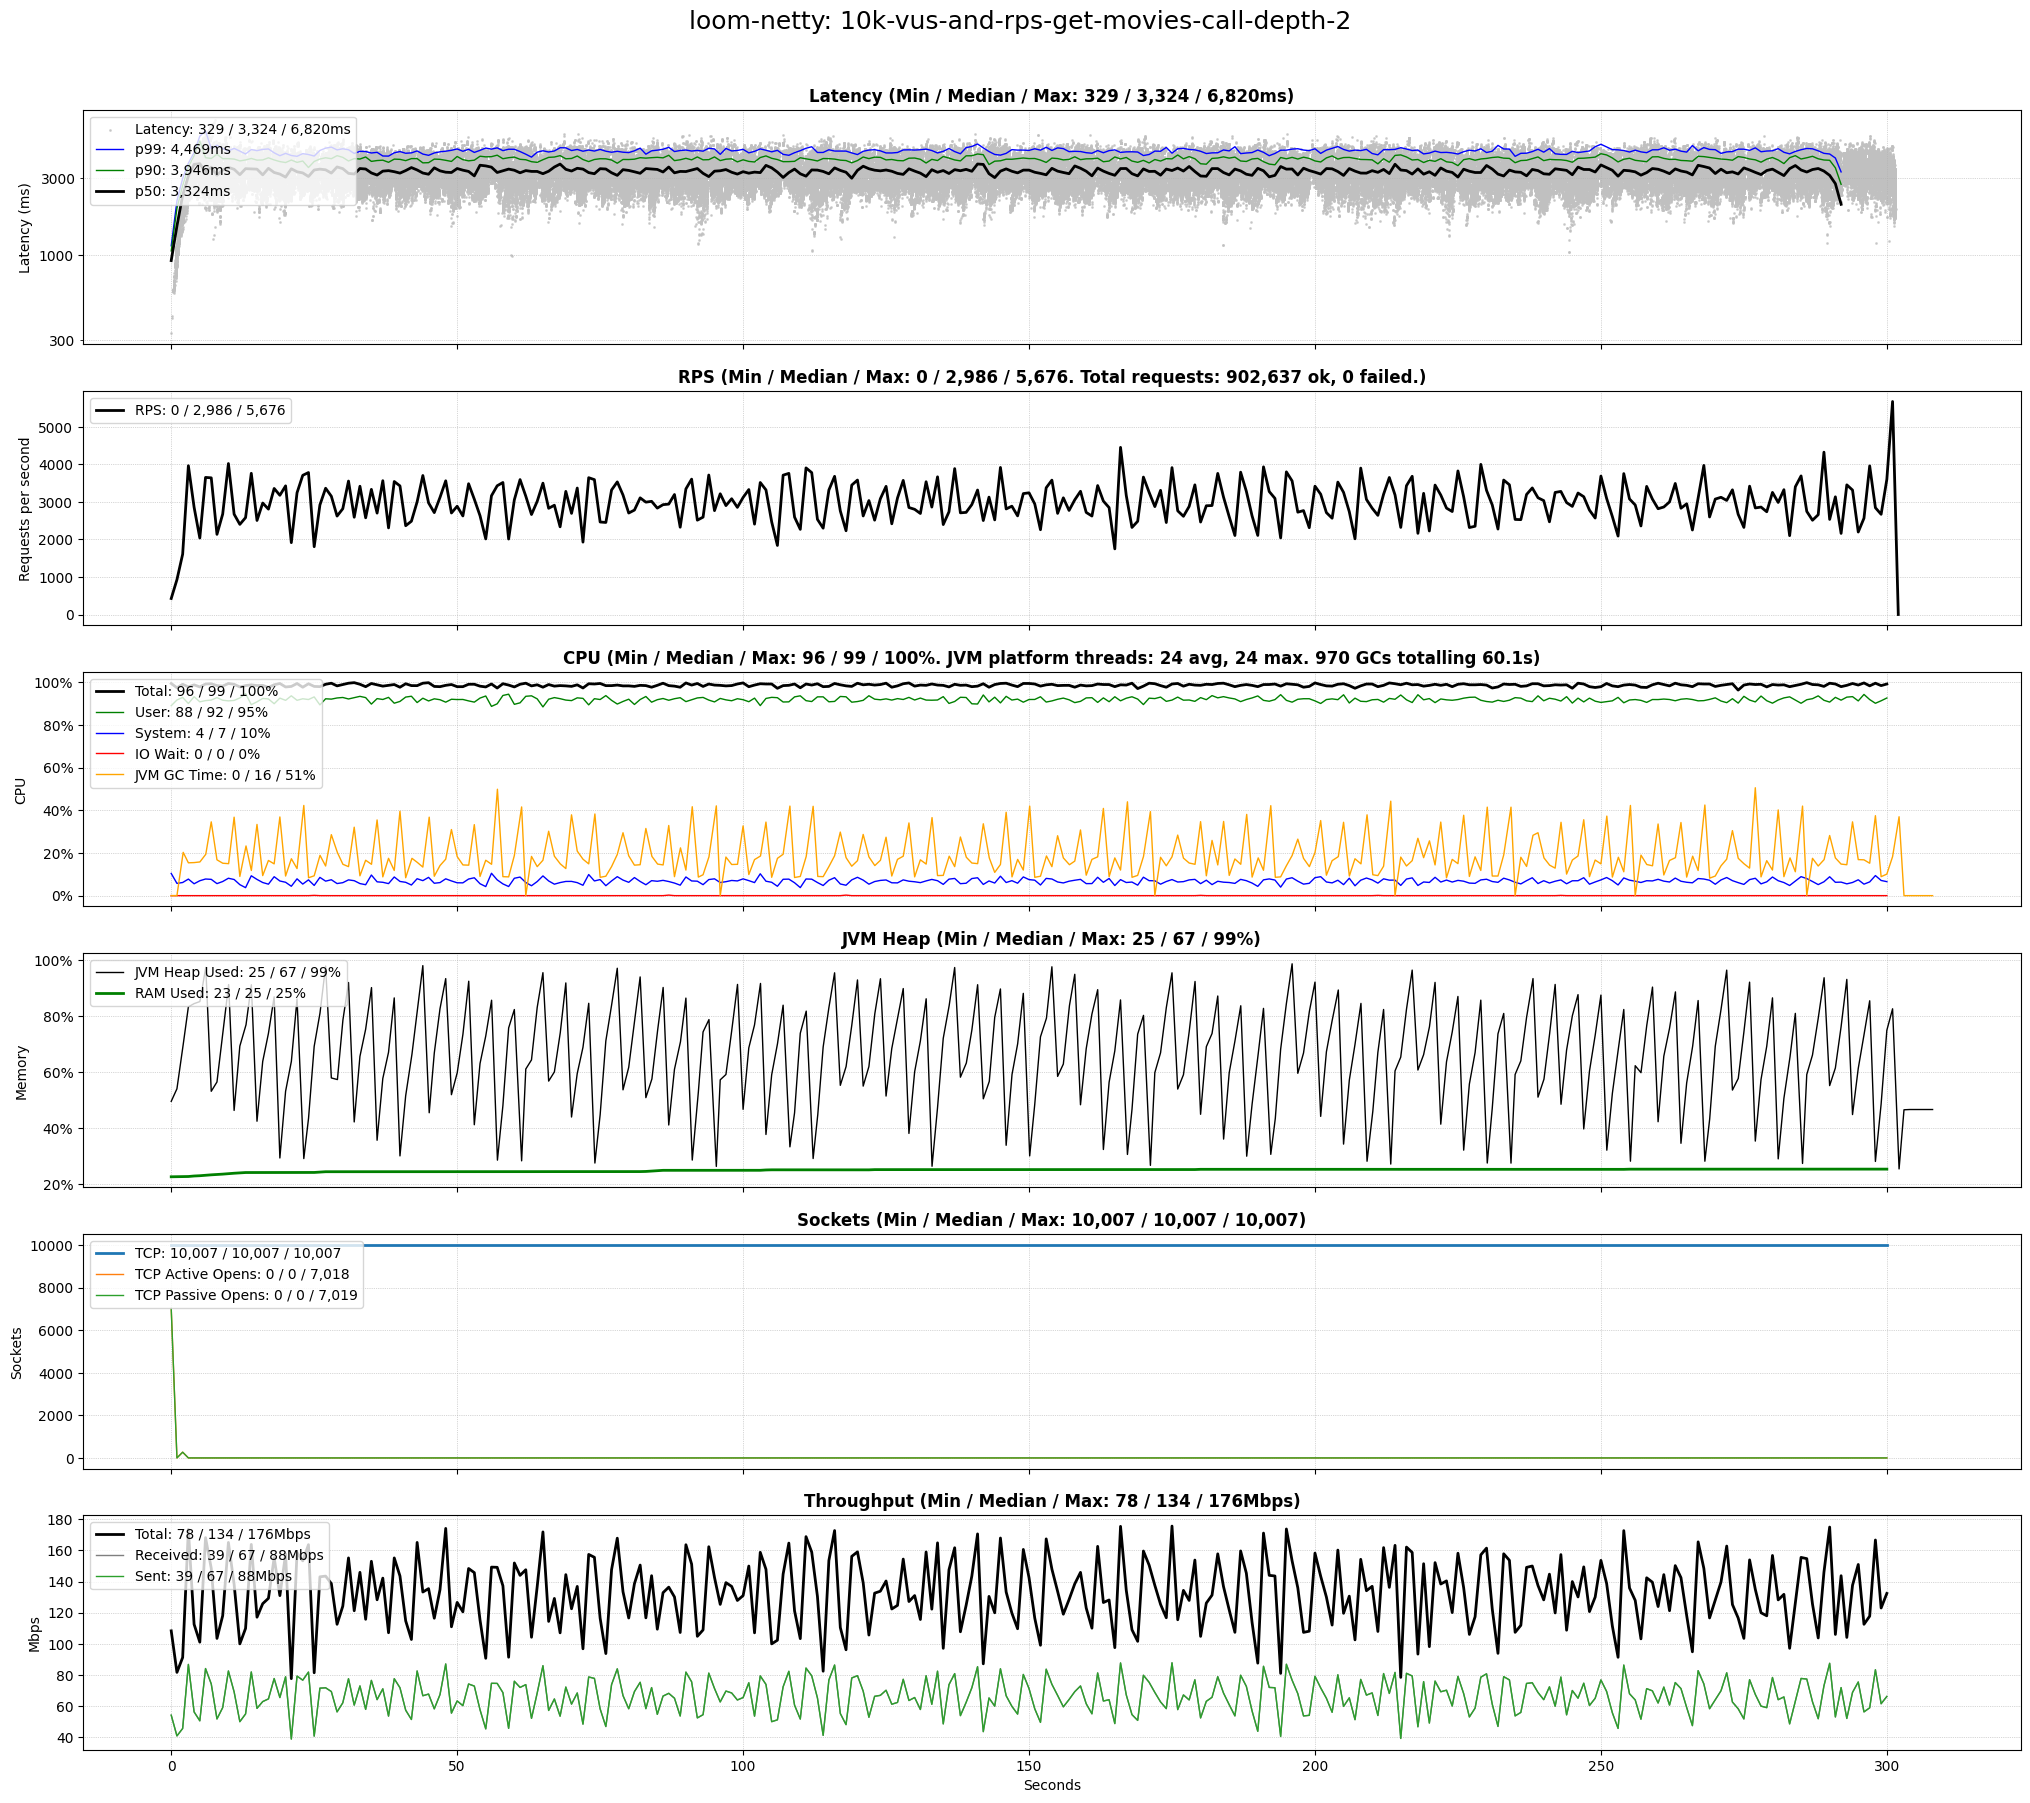 loom-netty: 10k-vus-and-rps-get-movies-call-depth-2
Latency (Min / Median / Max: 329 / 3,324 / 6,820ms)
Latency: 329 / 3,324 / 6,820ms
p99: 4,469ms
p90: 3,946ms
p50: 3,324ms
3000
1000
300
Latency (ms)
RPS (Min / Median / Max: 0 / 2,986 / 5,676. Total requests: 902,637 ok, 0 failed.)
RPS: 0 / 2,986 / 5,676
5000
4000
3000
2000
1000
0
Requests per second
CPU (Min / Median / Max: 96 / 99 / 100%. JVM platform threads: 24 avg, 24 max. 970 GCs totalling 60.1s)
Total: 96 / 99 / 100%
User: 88 / 92 / 95%
System: 4 / 7 / 10%
IO Wait: 0 / 0 / 0%
JVM GC Time: 0 / 16 / 51%
100%
80%
60%
40%
20%
0%
CPU
JVM Heap (Min / Median / Max: 25 / 67 / 99%)
JVM Heap Used: 25 / 67 / 99%
RAM Used: 23 / 25 / 25%
100%
80%
60%
40%
20%
Memory
Sockets (Min / Median / Max: 10,007 / 10,007 / 10,007)
TCP: 10,007 / 10,007 / 10,007
TCP Active Opens: 0 / 0 / 7,018
TCP Passive Opens: 0 / 0 / 7,019
10000
8000
6000
4000
2000
0
Sockets
Throughput (Min / Median / Max: 78 / 134 / 176Mbps)
Total: 78 / 134 / 176Mbps
Received: 39 / 67 / 88Mbps
Sent: 39 / 67 / 88Mbps
180
160
140
120
100
80
60
40
Mbps
0 50 100 150 200 250 300
Seconds